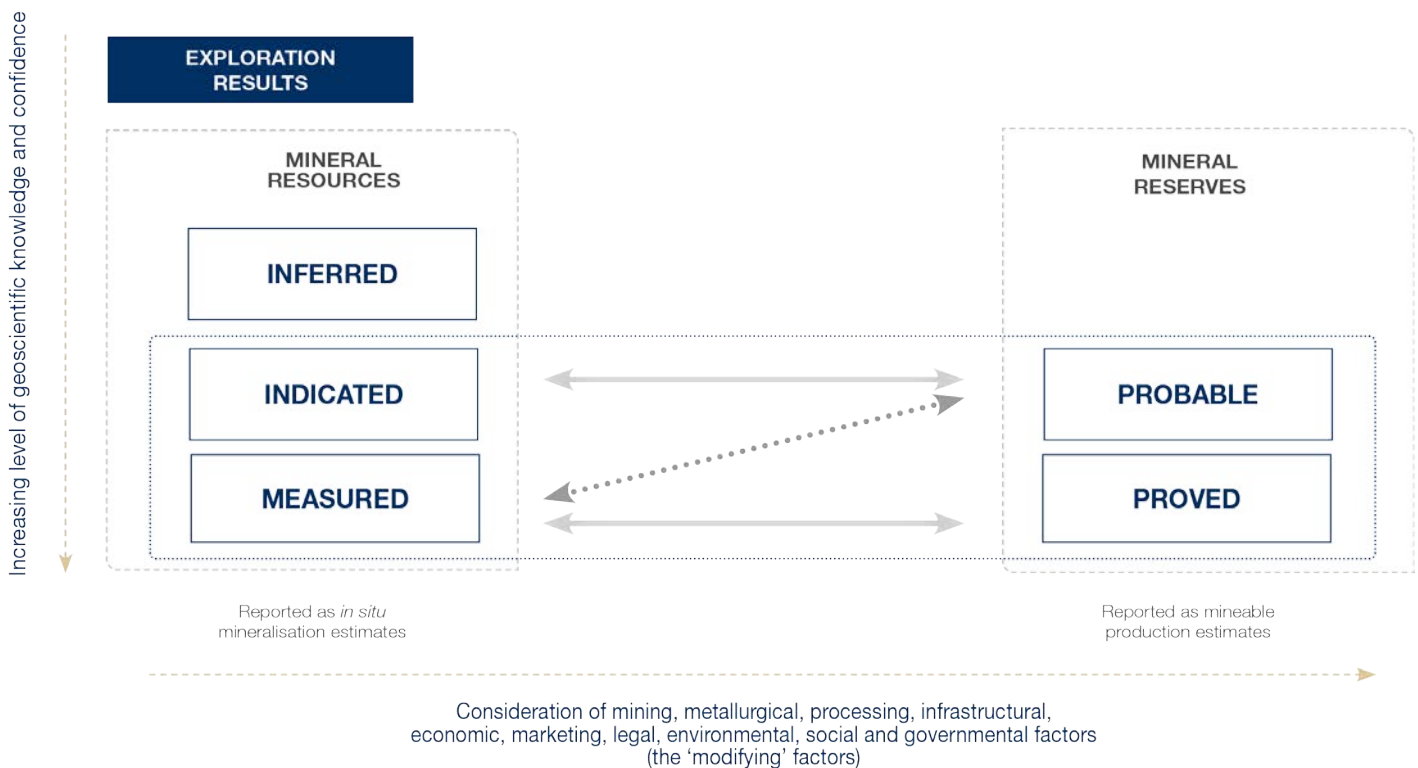 Increasing level of geoscientific knowledge and confidence
EXPLORATION
RESULTS
MINERAL
RESOURCES
INFERRED
INDICATED
MEASURED
MINERAL
RESERVES
PROBABLE
PROVED
Reported as in situ
mineralisation estimates
Reported as mineable
production estimates
Consideration of mining, metallurgical, processing, infrastructural,
economic, marketing, legal, environmental, social and governmental factors
(the ‘modifying’ factors)